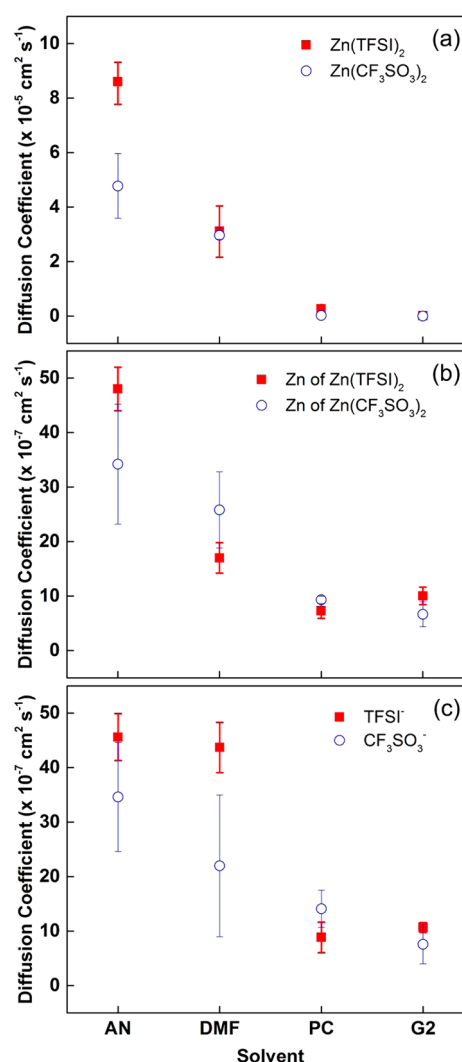 (a)
Zn(TFSI)₂
Zn(CF₃SO₃)₂
Diffusion Coefficient (x 10⁻⁵ cm² s⁻¹)
10
8
6
4
2
0
(b)
Zn of Zn(TFSI)₂
Zn of Zn(CF₃SO₃)₂
Diffusion Coefficient (x 10⁻⁷ cm² s⁻¹)
50
40
30
20
10
0
(c)
TFSI⁻
CF₃SO₃⁻
Diffusion Coefficient (x 10⁻⁷ cm² s⁻¹)
50
40
30
20
10
0
AN DMF PC G2
Solvent